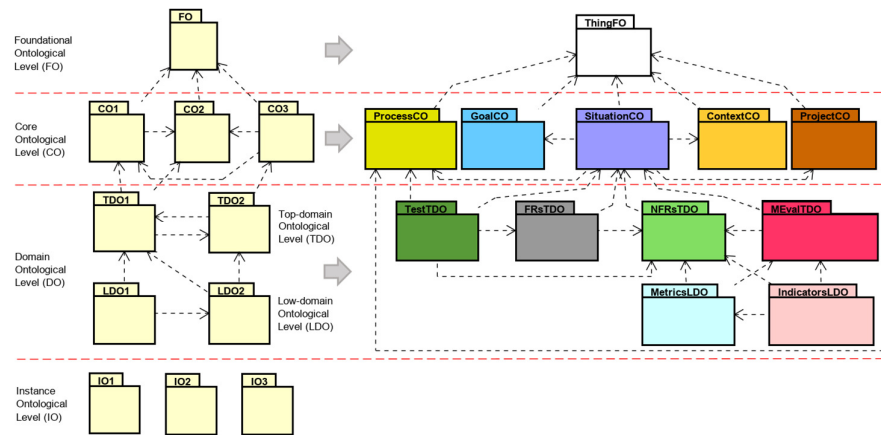 FO
ThingFO
Foundational
Ontological
Level (FO)
CO1
CO2
CO3
ProcessCO
GoalCO
SituationCO
ContextCO
ProjectCO
Core
Ontological
Level (CO)
TDO1
TDO2
Top-domain
Ontological
Level (TDO)
TestTDO
FRsTDO
NFRsTDO
MEvalTDO
Domain
Ontological
Level (DO)
LDO1
LDO2
Low-domain
Ontological
Level (LDO)
MetricsLDO
IndicatorsLDO
Instance
Ontological
Level (IO)
IO1
IO2
IO3